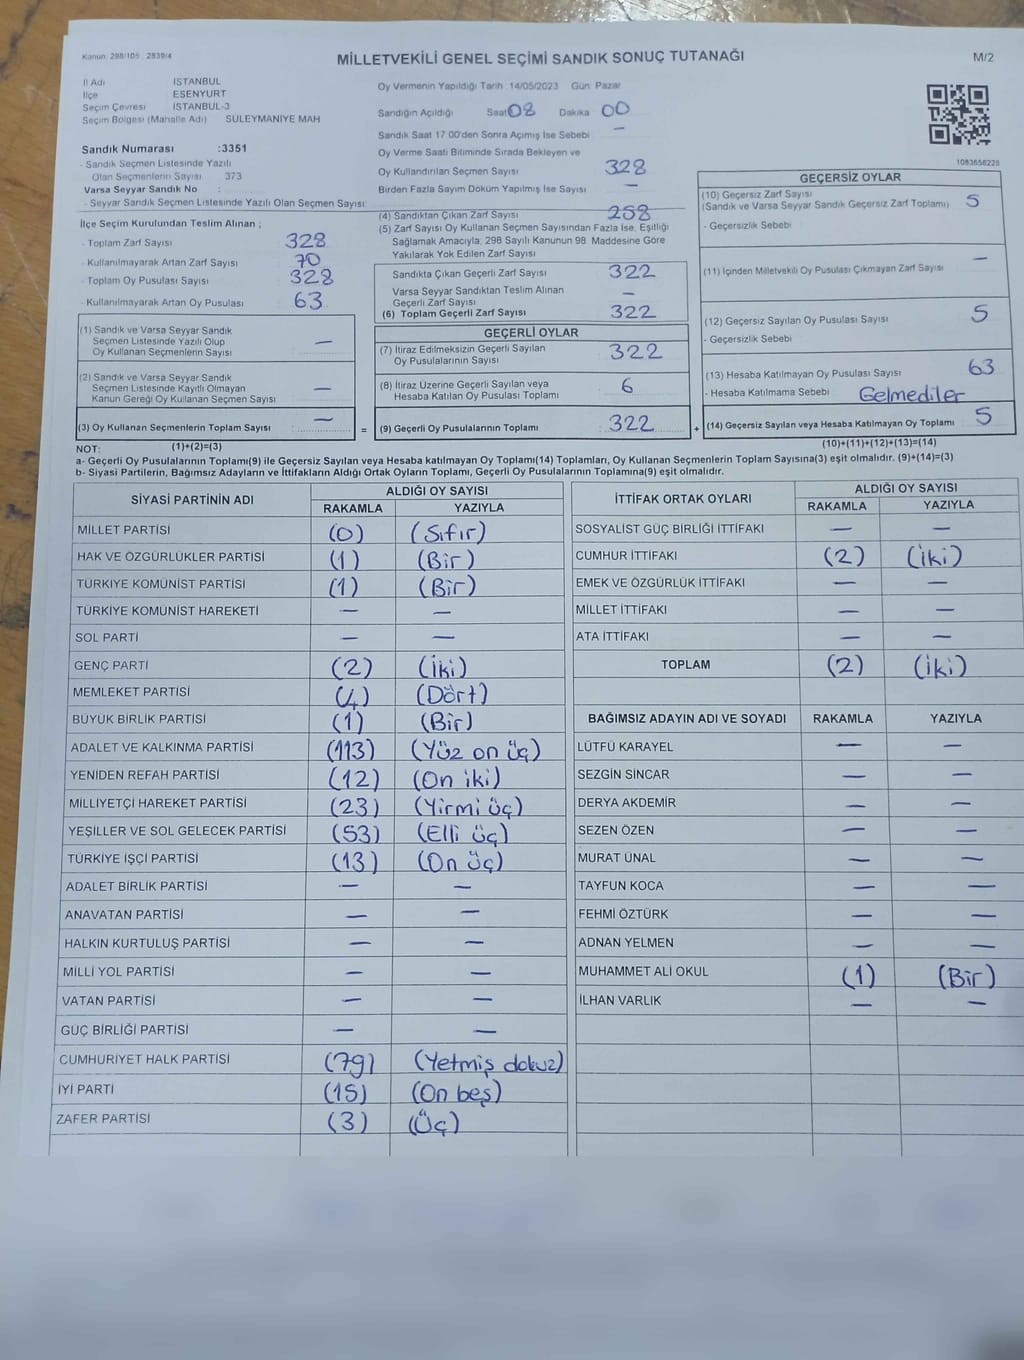 Kanun: 298/105 2839/4
MİLLETVEKİLİ GENEL SEÇİMİ SANDIK SONUÇ TUTANAĞI
M/2
İl Adı İSTANBUL
İlçe ESENYURT
Seçim Çevresi İSTANBUL-3
Seçim Bölgesi (Mahalle Adı) SÜLEYMANİYE MAH
Sandık Numarası :3351
- Sandık Seçmen Listesinde Yazılı
Olan Seçmenlerin Sayısı 373
Varsa Seyyar Sandık No :
- Seyyar Sandık Seçmen Listesinde Yazılı Olan Seçmen Sayısı
İlçe Seçim Kurulundan Teslim Alınan ;
- Toplam Zarf Sayısı 328
- Kullanılmayarak Artan Zarf Sayısı 70
- Toplam Oy Pusulası Sayısı 328
- Kullanılmayarak Artan Oy Pusulası 63
(1) Sandık ve Varsa Seyyar Sandık
Seçmen Listesinde Yazılı Olup
Oy Kullanan Seçmenlerin Sayısı —
(2) Sandık ve Varsa Seyyar Sandık
Seçmen Listesinde Kayıtlı Olmayan
Kanun Gereği Oy Kullanan Seçmen Sayısı —
(3) Oy Kullanan Seçmenlerin Toplam Sayısı —
(1)+(2)=(3)
Oy Vermenin Yapıldığı Tarih 14/05/2023 Gün: Pazar
Sandığın Açıldığı Saat 08 Dakika 00
Sandık Saat 17:00'den Sonra Açımış İse Sebebi —
Oy Verme Saati Bitiminde Sırada Bekleyen ve
Oy Kullandırılan Seçmen Sayısı 328
Birden Fazla Sayım Döküm Yapılmış İse Sayısı —
(4) Sandıktan Çıkan Zarf Sayısı 258
(5) Zarf Sayısı Oy Kullanan Seçmen Sayısından Fazla İse, Eşitliği
Sağlamak Amacıyla, 298 Sayılı Kanunun 98 Maddesine Göre
Yakılarak Yok Edilen Zarf Sayısı
Sandıkta Çıkan Geçerli Zarf Sayısı 322
Varsa Seyyar Sandıktan Teslim Alınan
Geçerli Zarf Sayısı —
(6) Toplam Geçerli Zarf Sayısı 322
GEÇERLİ OYLAR
(7) İtiraz Edilmeksizin Geçerli Sayılan
Oy Pusulalarının Sayısı 322
(8) İtiraz Üzerine Geçerli Sayılan veya
Hesaba Katılan Oy Pusulası Toplamı 6
= (9) Geçerli Oy Pusulalarının Toplamı 322 +
1083658228
GEÇERSİZ OYLAR
(10) Geçersiz Zarf Sayısı
(Sandık ve Varsa Seyyar Sandık Geçersiz Zarf Toplamı) 5
- Geçersizlik Sebebi
(11) İçinden Milletvekili Oy Pusulası Çıkmayan Zarf Sayısı —
(12) Geçersiz Sayılan Oy Pusulası Sayısı 5
- Geçersizlik Sebebi
(13) Hesaba Katılmayan Oy Pusulası Sayısı 63
- Hesaba Katılmama Sebebi Gelmediler
(14) Geçersiz Sayılan veya Hesaba Katılmayan Oy Toplamı 5
(10)+(11)+(12)+(13)=(14)
NOT:
a- Geçerli Oy Pusulalarının Toplamı(9) ile Geçersiz Sayılan veya Hesaba katılmayan Oy Toplamı(14) Toplamları, Oy Kullanan Seçmenlerin Toplam Sayısına(3) eşit olmalıdır. (9)+(14)=(3)
b- Siyasi Partilerin, Bağımsız Adayların ve İttifakların Aldığı Ortak Oyların Toplamı, Geçerli Oy Pusulalarının Toplamına(9) eşit olmalıdır.
SİYASİ PARTİNİN ADI ALDIĞI OY SAYISI
RAKAMLA YAZIYLA
MİLLET PARTİSİ (0) (Sıfır)
HAK VE ÖZGÜRLÜKLER PARTİSİ (1) (Bir)
TÜRKİYE KOMÜNİST PARTİSİ (1) (Bir)
TÜRKİYE KOMÜNİST HAREKETİ — —
SOL PARTİ — —
GENÇ PARTİ (2) (İki)
MEMLEKET PARTİSİ (4) (Dört)
BÜYÜK BİRLİK PARTİSİ (1) (Bir)
ADALET VE KALKINMA PARTİSİ (113) (Yüz on üç)
YENİDEN REFAH PARTİSİ (12) (On iki)
MİLLİYETÇİ HAREKET PARTİSİ (23) (Yirmi üç)
YEŞİLLER VE SOL GELECEK PARTİSİ (53) (Elli üç)
TÜRKİYE İŞÇİ PARTİSİ (13) (On üç)
ADALET BİRLİK PARTİSİ — —
ANAVATAN PARTİSİ — —
HALKIN KURTULUŞ PARTİSİ — —
MİLLİ YOL PARTİSİ — —
VATAN PARTİSİ — —
GÜÇ BİRLİĞİ PARTİSİ — —
CUMHURİYET HALK PARTİSİ (79) (Yetmiş dokuz)
İYİ PARTİ (15) (On beş)
ZAFER PARTİSİ (3) (Üç)
İTTİFAK ORTAK OYLARI ALDIĞI OY SAYISI
RAKAMLA YAZIYLA
SOSYALİST GÜÇ BİRLİĞİ İTTİFAKI — —
CUMHUR İTTİFAKI (2) (İki)
EMEK VE ÖZGÜRLÜK İTTİFAKI — —
MİLLET İTTİFAKI — —
ATA İTTİFAKI — —
TOPLAM (2) (İki)
BAĞIMSIZ ADAYIN ADI VE SOYADI RAKAMLA YAZIYLA
LÜTFÜ KARAYEL — —
SEZGİN SİNCAR — —
DERYA AKDEMİR — —
SEZEN ÖZEN — —
MURAT ÜNAL — —
TAYFUN KOCA — —
FEHMİ ÖZTÜRK — —
ADNAN YELMEN — —
MUHAMMET ALİ OKUL (1) (Bir)
İLHAN VARLIK — —